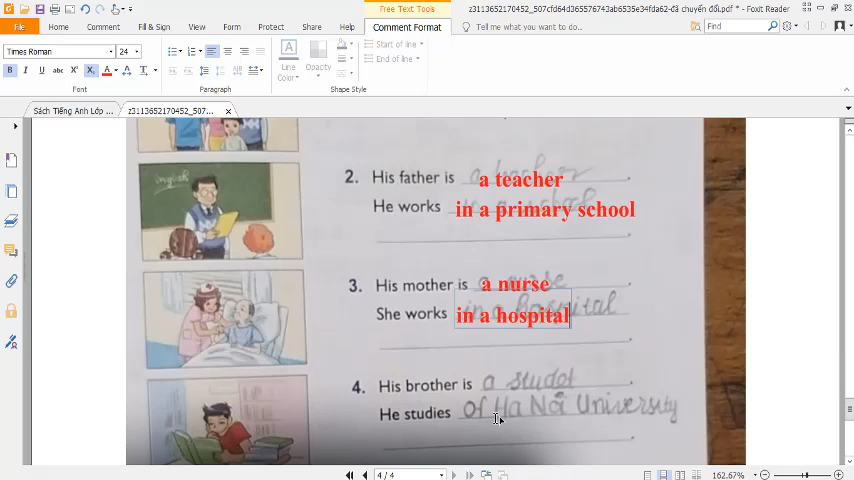 Free Text Tools
z3113652170452_507cfd64d365576743ab6535e34fda62-đã chuyển đổi.pdf * - Foxit Reader
File Home Comment Fill & Sign View Form Protect Share Help Comment Format Tell me what you want to do... Find
Times Roman 24
Start of line
End of line
B I U abc X² X₂ A T
Line Color Opacity
Font Paragraph Shape Style
Sách Tiếng Anh Lớp ... z3113652170452_507...
English
2. His father is a teacher.
He works in a primary school
3. His mother is a nurse.
She works in a hospital
4. His brother is a studet.
He studies of Ha Nôi University
4 / 4 162.67%